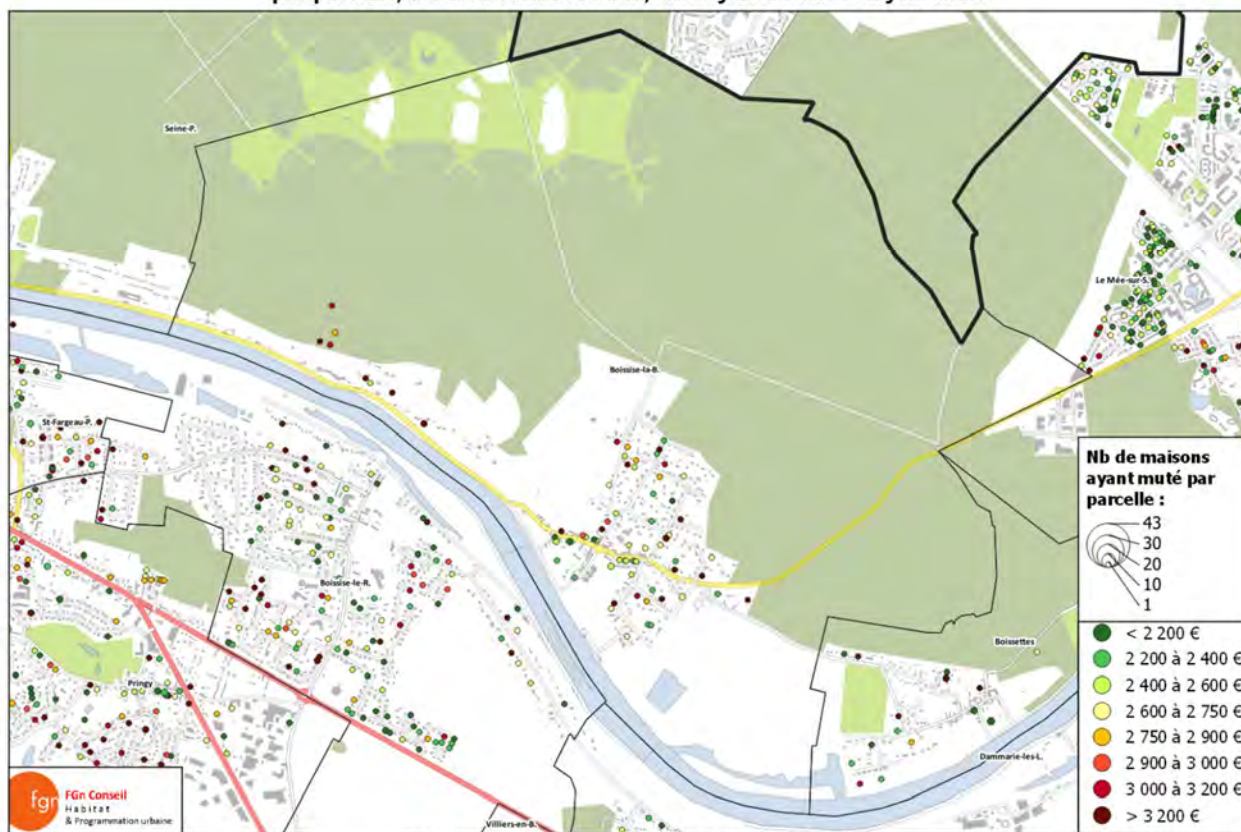 Seine-P.
Le Mée-sur-S.
Boissise-la-B.
St-Fargeau-P.
Boissise-le-R.
Boissettes
Pringy
Dammarie-les-L.
Villiers-en-B.
Nb de maisons
ayant muté par
parcelle :
43
30
20
10
1
< 2 200 €
2 200 à 2 400 €
2 400 à 2 600 €
2 600 à 2 750 €
2 750 à 2 900 €
2 900 à 3 000 €
3 000 à 3 200 €
> 3 200 €
fgn
FGn Conseil
Habitat
& Programmation urbaine